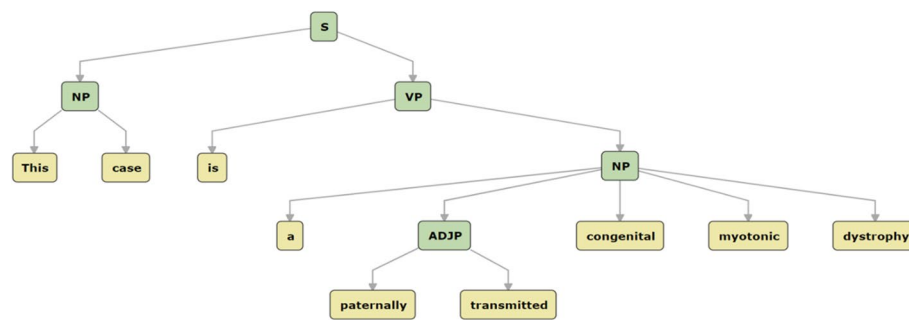 S
NP VP
This case is NP
a ADJP congenital myotonic dystrophy
paternally transmitted